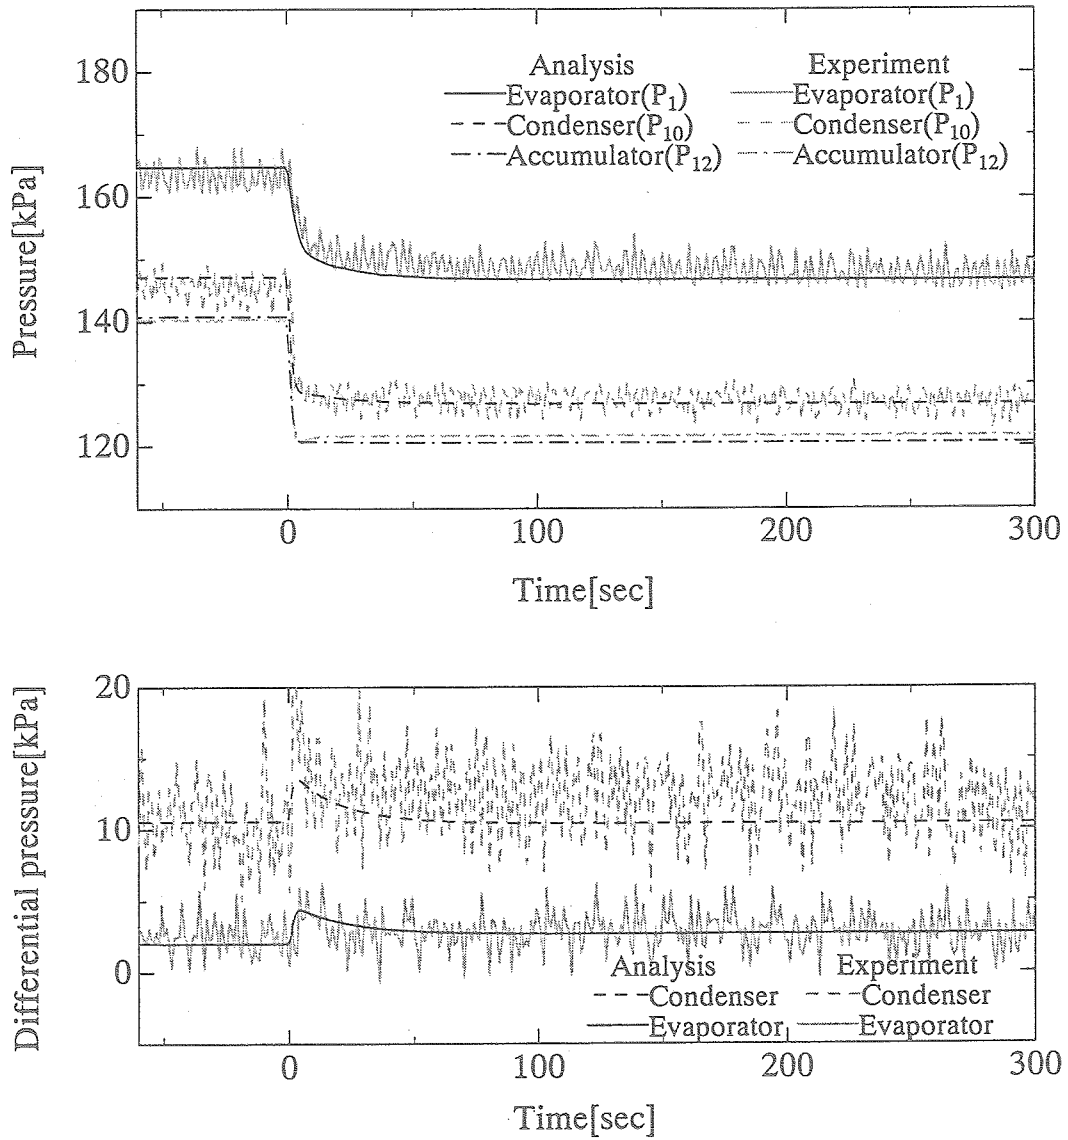 180
160
140
120
Pressure[kPa]
Analysis Experiment
Evaporator(P₁) Evaporator(P₁)
Condenser(P₁₀) Condenser(P₁₀)
Accumulator(P₁₂) Accumulator(P₁₂)
0 100 200 300
Time[sec]
20
10
0
Differential pressure[kPa]
Analysis Experiment
Condenser Condenser
Evaporator Evaporator
0 100 200 300
Time[sec]